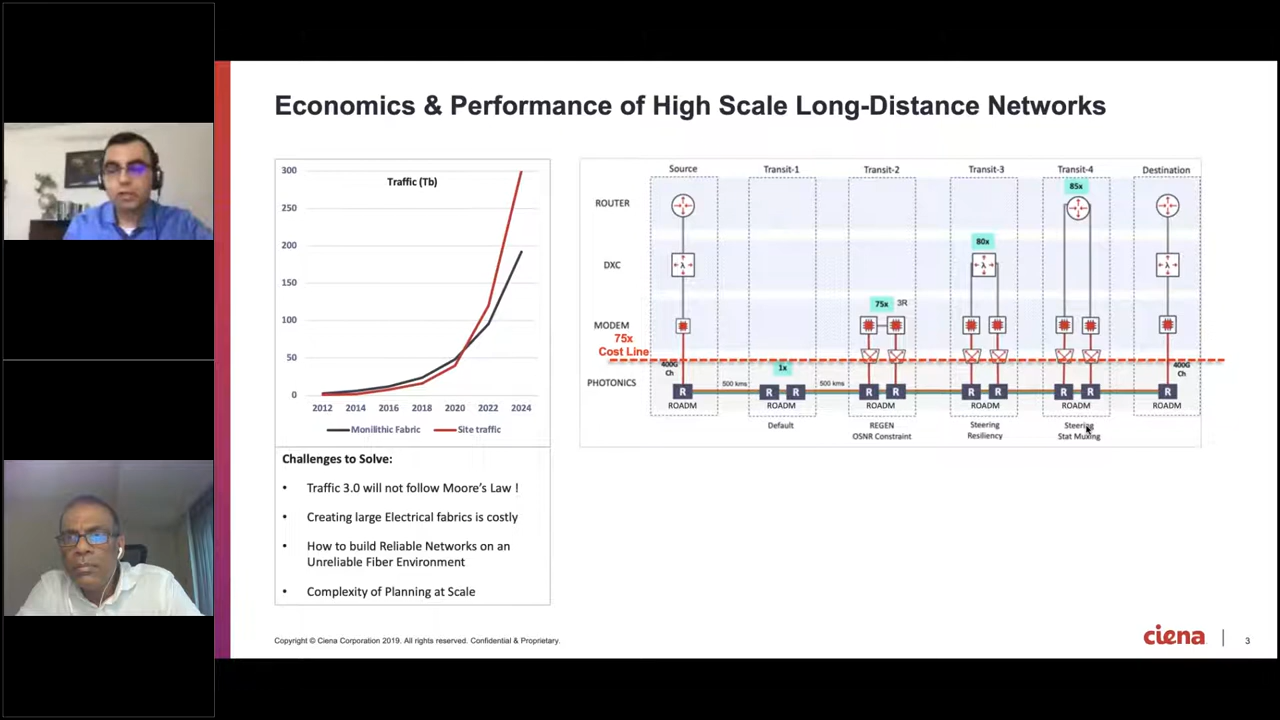 Economics & Performance of High Scale Long-Distance Networks
Traffic (Tb)
300
250
200
150
100
50
0
2012 2014 2016 2018 2020 2022 2024
Monilithic Fabric Site traffic
Challenges to Solve:
• Traffic 3.0 will not follow Moore's Law !
• Creating large Electrical fabrics is costly
• How to build Reliable Networks on an
Unreliable Fiber Environment
• Complexity of Planning at Scale
Source Transit-1 Transit-2 Transit-3 Transit-4 Destination
85x
ROUTER
80x
DXC
λ λ λ
75x 3R
MODEM
75x
Cost Line
400G
Ch
1x
400G
Ch
PHOTONICS
500 kms 500 kms
R R R R R R R R R R
ROADM ROADM ROADM ROADM ROADM ROADM
Default
REGEN
OSNR Constraint
Steering
Resiliency
Steering
Stat Muxing
Copyright © Ciena Corporation 2019. All rights reserved. Confidential & Proprietary.
ciena
3